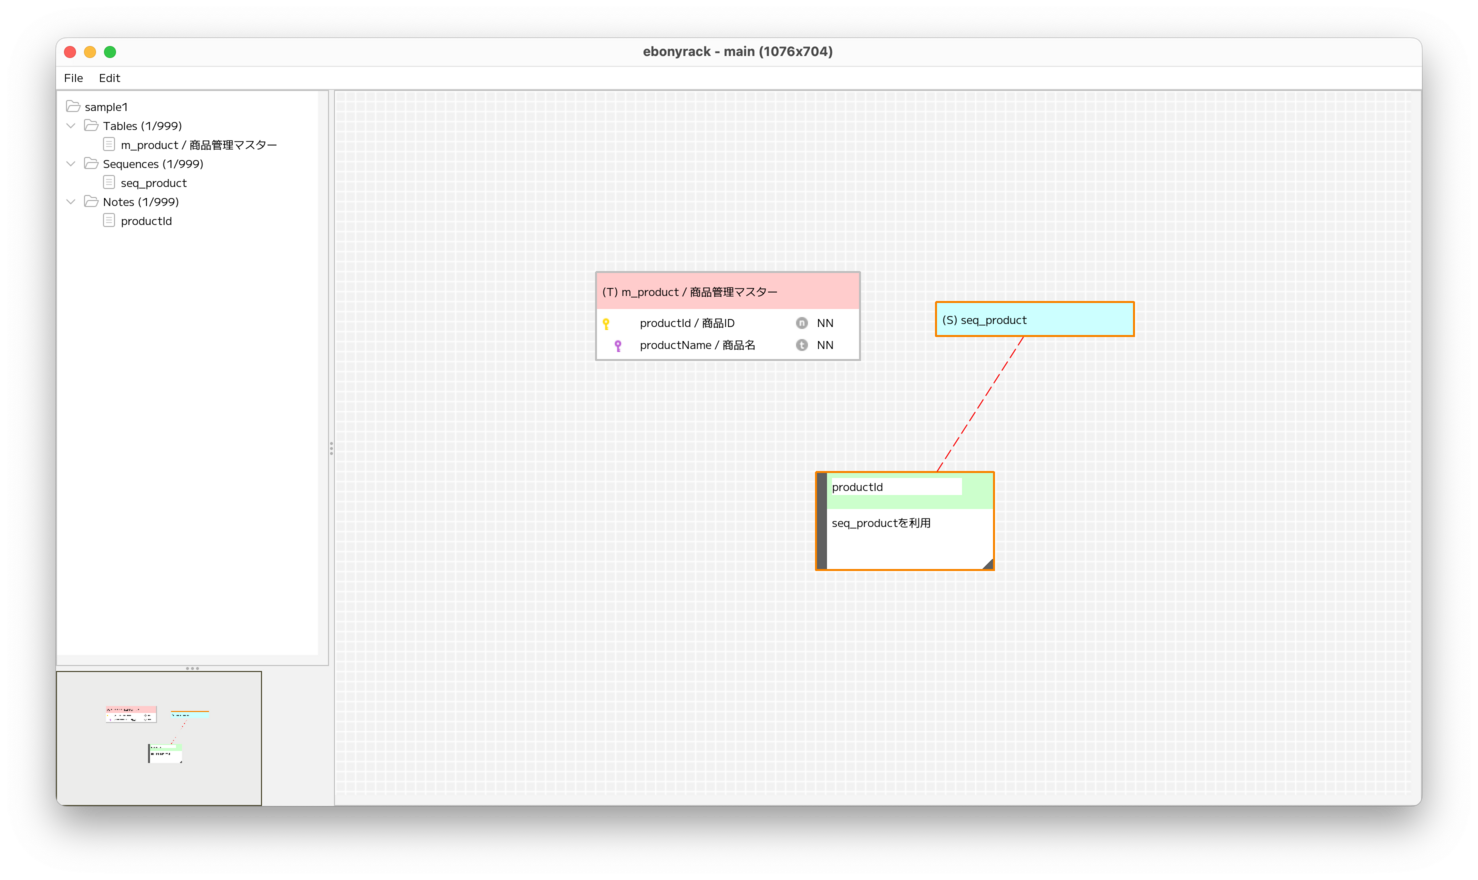 ebonyrack - main (1076x704)
File Edit
sample1
Tables (1/999)
m_product / 商品管理マスター
Sequences (1/999)
seq_product
Notes (1/999)
productId
(T) m_product / 商品管理マスター
productId / 商品ID n NN
productName / 商品名 t NN
(S) seq_product
productId
seq_productを利用